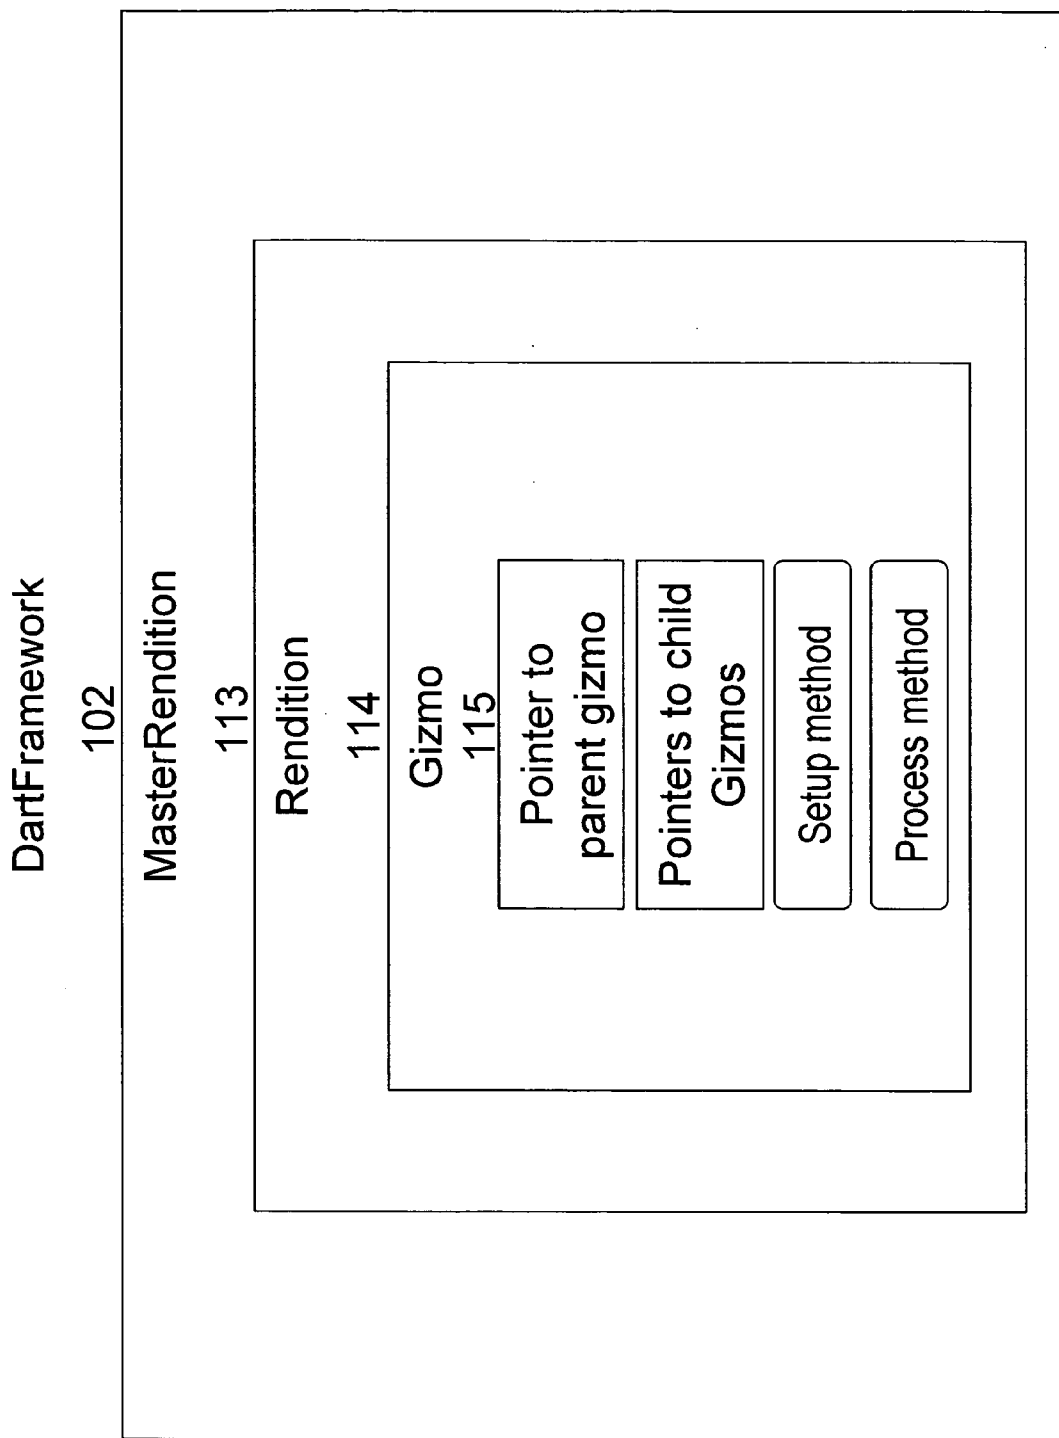 DartFramework
102
MasterRendition
113
Rendition
114
Gizmo
115
Pointer to
parent gizmo
Pointers to child
Gizmos
Setup method
Process method